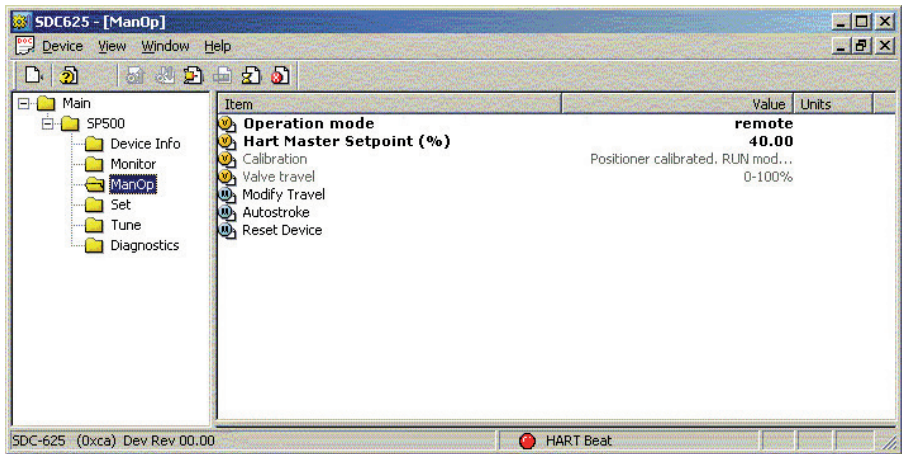 SDC625 - [ManOp]
Device View Window Help
Main
SP500
Device Info
Monitor
ManOp
Set
Tune
Diagnostics
Item Value Units
Operation mode remote
Hart Master Setpoint (%) 40.00
Calibration Positioner calibrated. RUN mod...
Valve travel 0-100%
Modify Travel
Autostroke
Reset Device
SDC-625 (0xca) Dev Rev 00.00 HART Beat